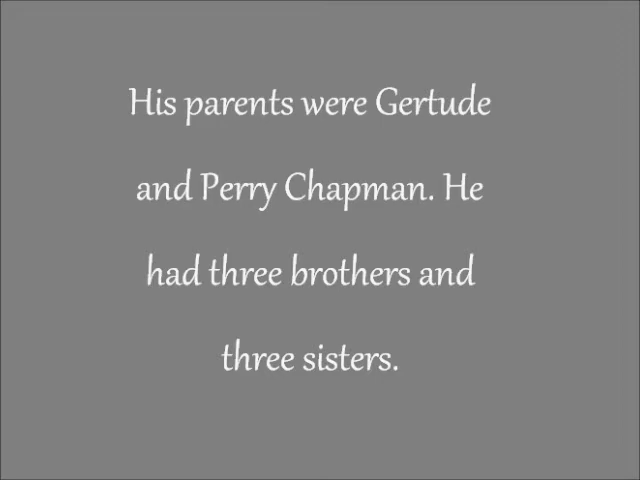 His parents were Gertude
and Perry Chapman. He
had three brothers and
three sisters.